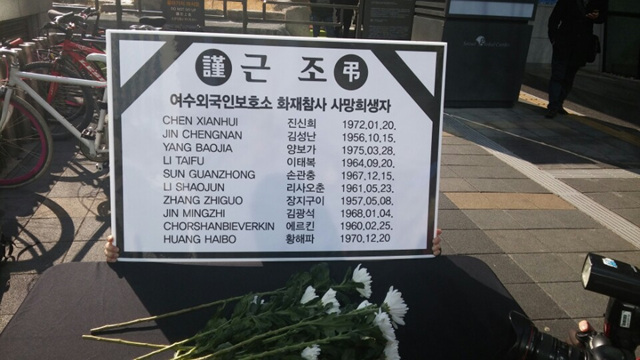 謹 근 조 弔
여수외국인보호소 화재참사 사망희생자
CHEN XIANHUI 진신희 1972.01.20.
JIN CHENGNAN 김성난 1956.10.15.
YANG BAOJIA 양보가 1975.03.28.
LI TAIFU 이태복 1964.09.20.
SUN GUANZHONG 손관충 1967.12.15.
LI SHAOJUN 리사오춘 1961.05.23.
ZHANG ZHIGUO 장지구이 1957.05.08.
JIN MINGZHI 김광석 1968.01.04.
CHORSHANBIEVERKIN 에르킨 1960.02.25.
HUANG HAIBO 황해파 1970.12.20